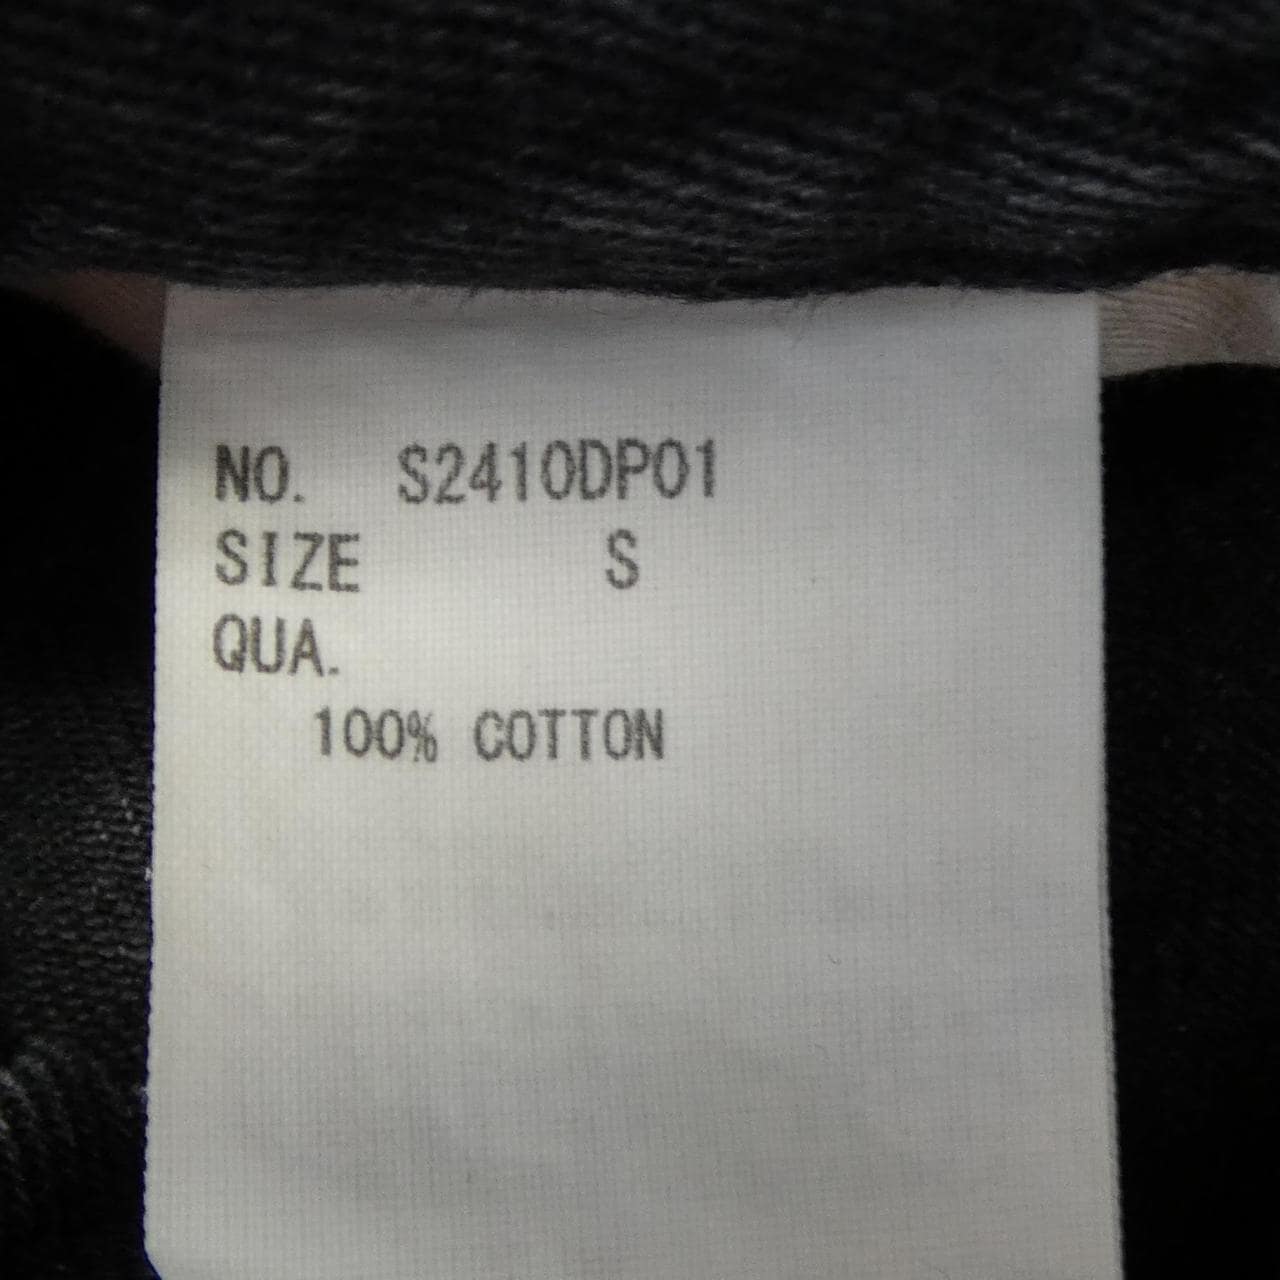 NO. S2410DP01
SIZE S
QUA.
100% COTTON